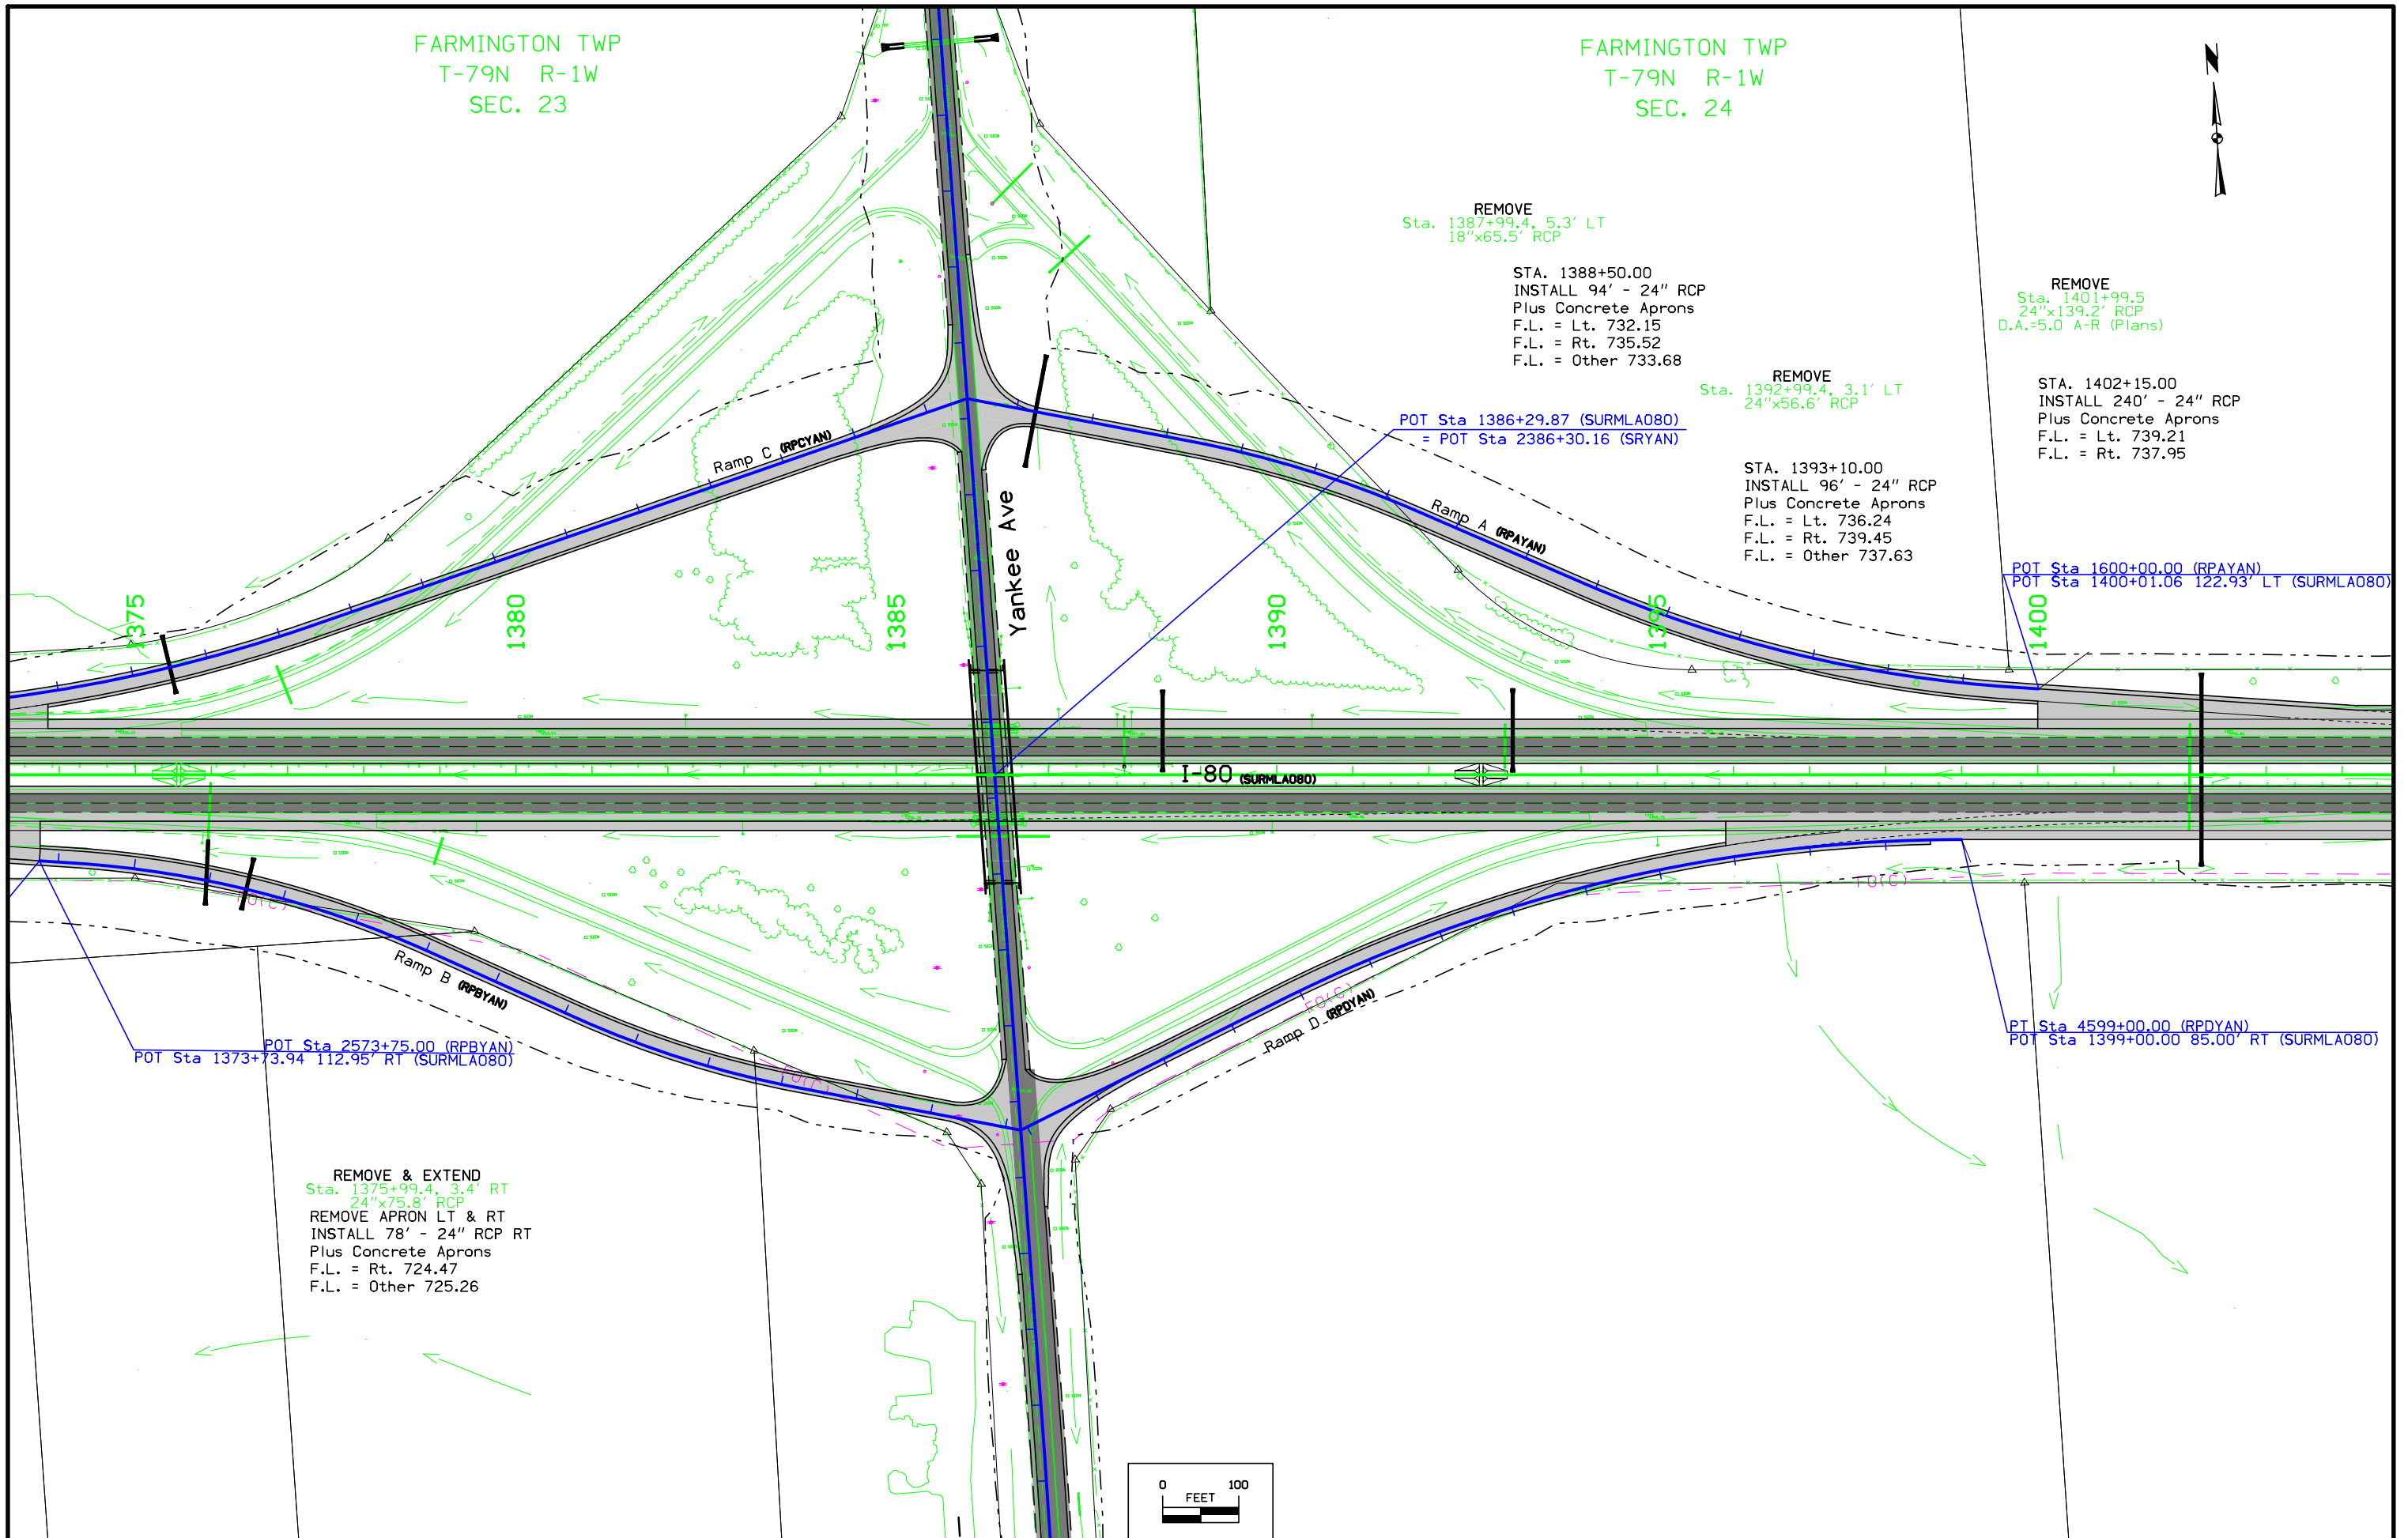 FARMINGTON TWP
T-79N R-1W
SEC. 23
FARMINGTON TWP
T-79N R-1W
SEC. 24
N
REMOVE
Sta. 1387+99.4, 5.3' LT
18"x65.5' RCP
STA. 1388+50.00
INSTALL 94' - 24" RCP
Plus Concrete Aprons
F.L. = Lt. 732.15
F.L. = Rt. 735.52
F.L. = Other 733.68
REMOVE
Sta. 1401+99.5
24"x139.2' RCP
D.A.=5.0 A-R (Plans)
REMOVE
Sta. 1392+99.4, 3.1' LT
24"x56.6' RCP
STA. 1402+15.00
INSTALL 240' - 24" RCP
Plus Concrete Aprons
F.L. = Lt. 739.21
F.L. = Rt. 737.95
POT Sta 1386+29.87 (SURMLA080)
= POT Sta 2386+30.16 (SRYAN)
STA. 1393+10.00
INSTALL 96' - 24" RCP
Plus Concrete Aprons
F.L. = Lt. 736.24
F.L. = Rt. 739.45
F.L. = Other 737.63
Ramp C (RPCYAN)
Yankee Ave
Ramp A (RPAYAN)
POT Sta 1600+00.00 (RPAYAN)
POT Sta 1400+01.06 122.93' LT (SURMLA080)
1375
1380
1385
1390
1395
1400
I-80 (SURMLA080)
FO(C)
FO(C)
Ramp B (RPBYAN)
FO(C)
Ramp D (RPDYAN)
POT Sta 2573+75.00 (RPBYAN)
POT Sta 1373+73.94 112.95' RT (SURMLA080)
PT Sta 4599+00.00 (RPDYAN)
POT Sta 1399+00.00 85.00' RT (SURMLA080)
FO(C)
REMOVE & EXTEND
Sta. 1375+99.4, 3.4' RT
24"x75.8' RCP
REMOVE APRON LT & RT
INSTALL 78' - 24" RCP RT
Plus Concrete Aprons
F.L. = Rt. 724.47
F.L. = Other 725.26
0 100
FEET